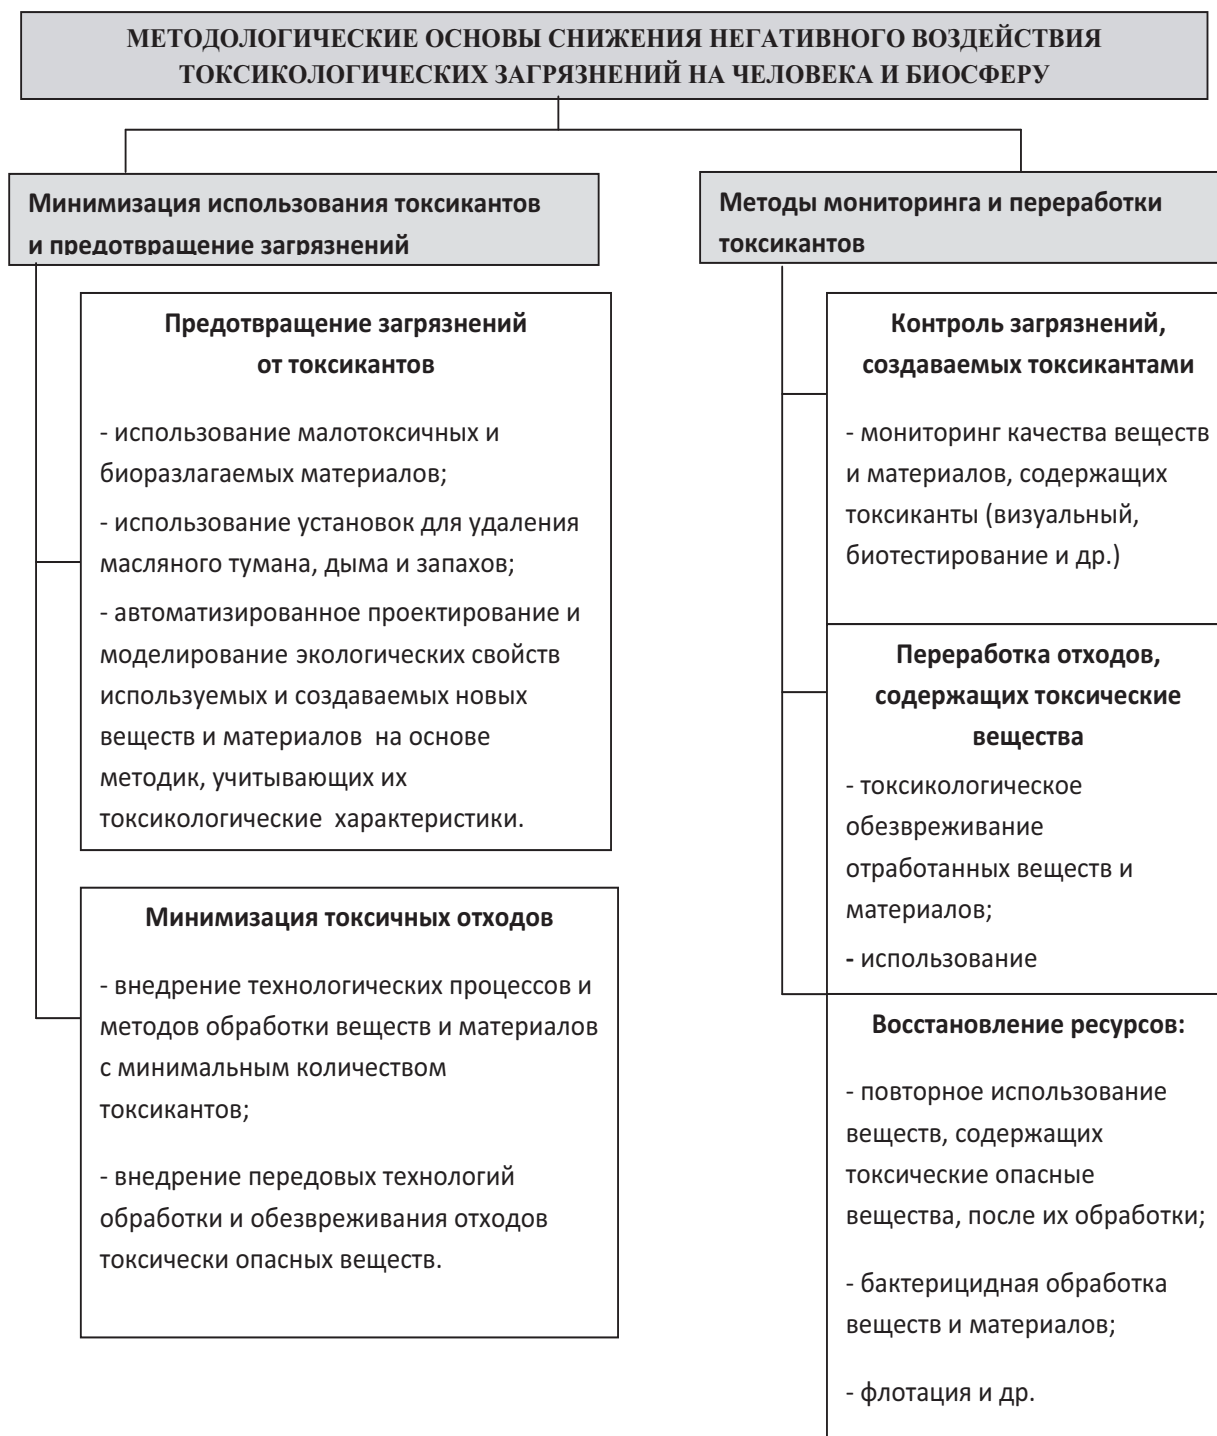 МЕТОДОЛОГИЧЕСКИЕ ОСНОВЫ СНИЖЕНИЯ НЕГАТИВНОГО ВОЗДЕЙСТВИЯ
ТОКСИКОЛОГИЧЕСКИХ ЗАГРЯЗНЕНИЙ НА ЧЕЛОВЕКА И БИОСФЕРУ
Минимизация использования токсикантов
и предотвращение загрязнений
Предотвращение загрязнений
от токсикантов
- использование малотоксичных и
биоразлагаемых материалов;
- использование установок для удаления
масляного тумана, дыма и запахов;
- автоматизированное проектирование и
моделирование экологических свойств
используемых и создаваемых новых
веществ и материалов на основе
методик, учитывающих их
токсикологические характеристики.
Минимизация токсичных отходов
- внедрение технологических процессов и
методов обработки веществ и материалов
с минимальным количеством
токсикантов;
- внедрение передовых технологий
обработки и обезвреживания отходов
токсически опасных веществ.
Методы мониторинга и переработки
токсикантов
Контроль загрязнений,
создаваемых токсикантами
- мониторинг качества веществ
и материалов, содержащих
токсиканты (визуальный,
биотестирование и др.)
Переработка отходов,
содержащих токсические
вещества
- токсикологическое
обезвреживание
отработанных веществ и
материалов;
- использование
Восстановление ресурсов:
- повторное использование
веществ, содержащих
токсические опасные
вещества, после их обработки;
- бактерицидная обработка
веществ и материалов;
- флотация и др.